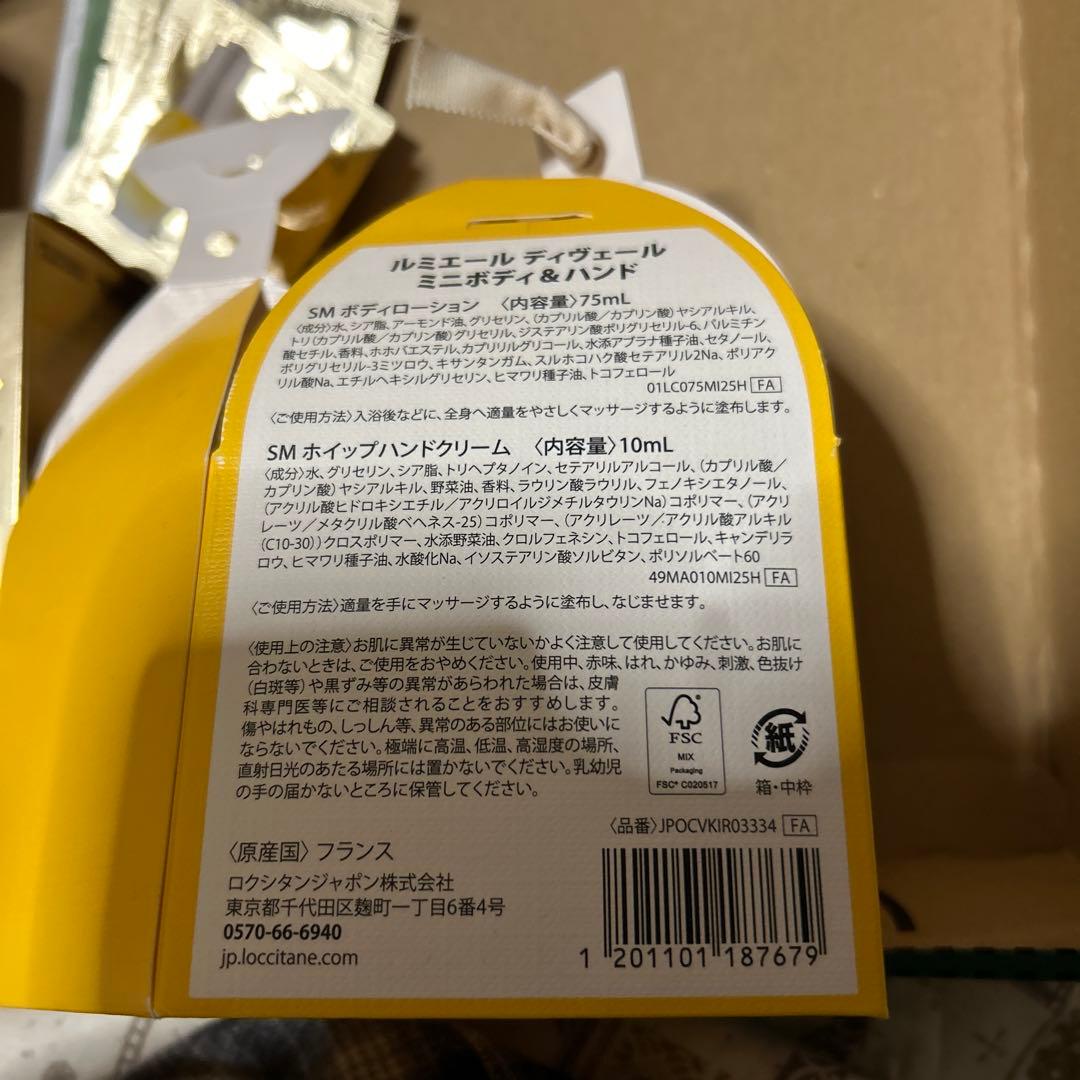 ルミエール ディヴェール
ミニボディ&ハンド
SM ボディローション 〈内容量〉75mL
〈成分〉水、シア脂、アーモンド油、グリセリン、(カプリル酸/カプリン酸)ヤシアルキル、
トリ(カプリル酸/カプリン酸)グリセリル、ジステアリン酸ポリグリセリル-6、パルミチン
酸セチル、香料、ホホバエステル、カプリリルグリコール、水添アブラナ種子油、セタノール、
ポリグリセリル-3ミツロウ、キサンタンガム、スルホコハク酸セテアリル2Na、ポリアク
リル酸Na、エチルヘキシルグリセリン、ヒマワリ種子油、トコフェロール
01LC075MI25H FA
〈ご使用方法〉入浴後などに、全身へ適量をやさしくマッサージするように塗布します。
SM ホイップハンドクリーム 〈内容量〉10mL
〈成分〉水、グリセリン、シア脂、トリヘプタノイン、セテアリルアルコール、(カプリル酸/
カプリン酸)ヤシアルキル、野菜油、香料、ラウリン酸ラウリル、フェノキシエタノール、
(アクリル酸ヒドロキシエチル/アクリロイルジメチルタウリンNa)コポリマー、(アクリ
レーツ/メタクリル酸ベヘネス-25)コポリマー、(アクリレーツ/アクリル酸アルキル
(C10-30))クロスポリマー、水添野菜油、クロルフェネシン、トコフェロール、キャンデリラ
ロウ、ヒマワリ種子油、水酸化Na、イソステアリン酸ソルビタン、ポリソルベート60
49MA010MI25H FA
〈ご使用方法〉適量を手にマッサージするように塗布し、なじませます。
〈使用上の注意〉お肌に異常が生じていないかよく注意して使用してください。お肌に
合わないときは、ご使用をおやめください。使用中、赤味、はれ、かゆみ、刺激、色抜け
(白斑等)や黒ずみ等の異常があらわれた場合は、皮膚
科専門医等にご相談されることをおすすめします。
傷やはれもの、しっしん等、異常のある部位にはお使いに
ならないでください。極端に高温、低温、高湿度の場所、
直射日光のあたる場所には置かないでください。乳幼児
の手の届かないところに保管してください。
FSC
MIX
Packaging
FSC® C020517
紙
箱・中枠
〈品番〉JPOCVKIR03334 FA
〈原産国〉フランス
ロクシタンジャポン株式会社
東京都千代田区麹町一丁目6番4号
0570-66-6940
jp.loccitane.com
1 201101 187679